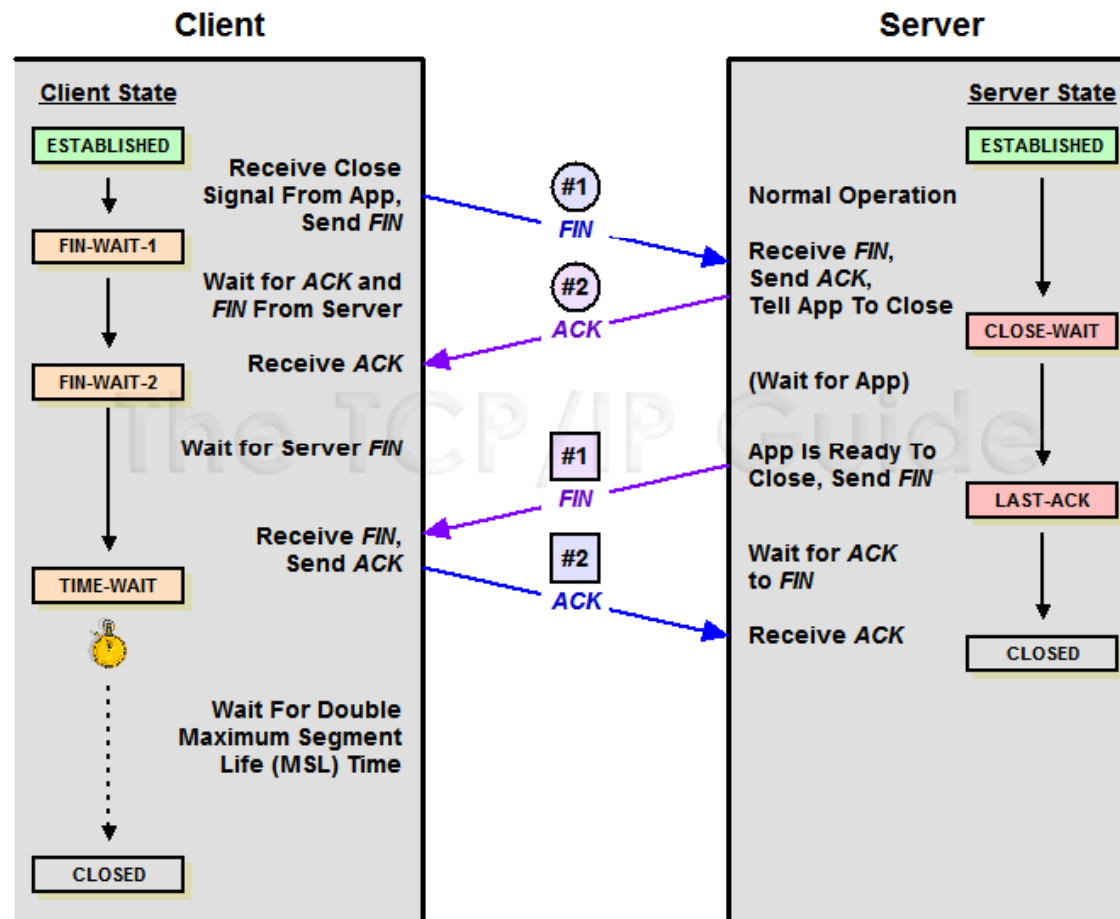 Client
Server
Client State
Server State
ESTABLISHED
ESTABLISHED
Receive Close
Signal From App,
Send FIN
#1
FIN
Normal Operation
FIN-WAIT-1
Receive FIN,
Send ACK,
Tell App To Close
Wait for ACK and
FIN From Server
#2
ACK
CLOSE-WAIT
Receive ACK
FIN-WAIT-2
(Wait for App)
The TCP/IP Guide
Wait for Server FIN
#1
FIN
App Is Ready To
Close, Send FIN
LAST-ACK
Receive FIN,
Send ACK
#2
ACK
Wait for ACK
to FIN
TIME-WAIT
Receive ACK
CLOSED
Wait For Double
Maximum Segment
Life (MSL) Time
CLOSED